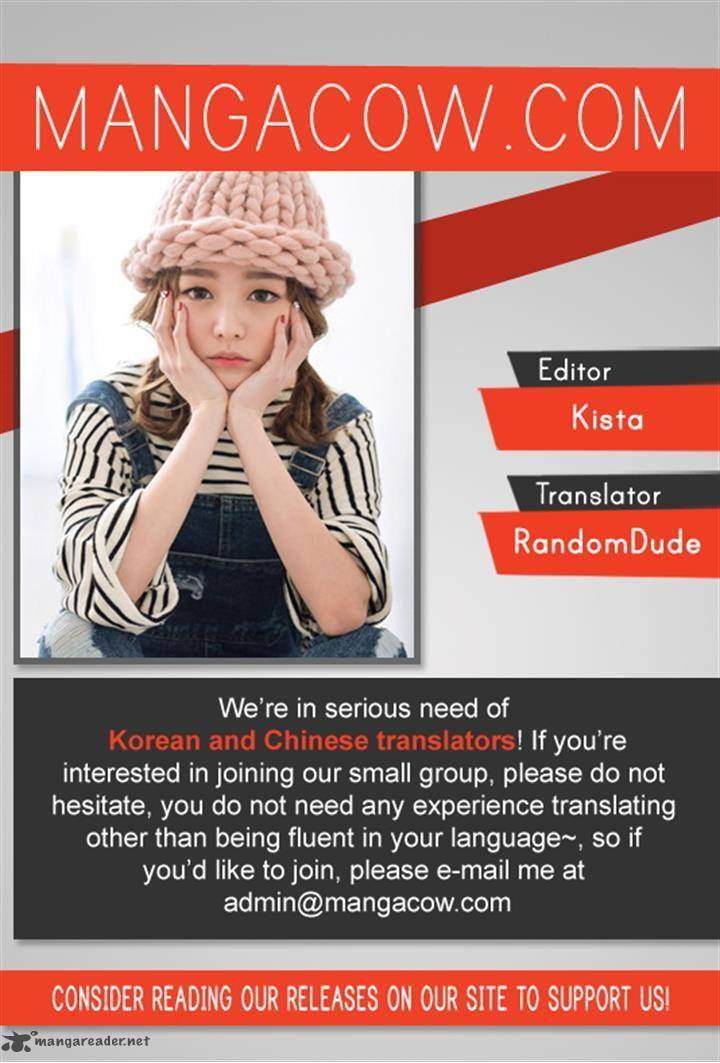 MANGACOW.COM
Editor
Kista
Translator
RandomDude
We're in serious need of
Korean and Chinese translators! If you're
interested in joining our small group, please do not
hesitate, you do not need any experience translating
other than being fluent in your language~, so if
you'd like to join, please e-mail me at
admin@mangacow.com
CONSIDER READING OUR RELEASES ON OUR SITE TO SUPPORT US!
mangareader.net